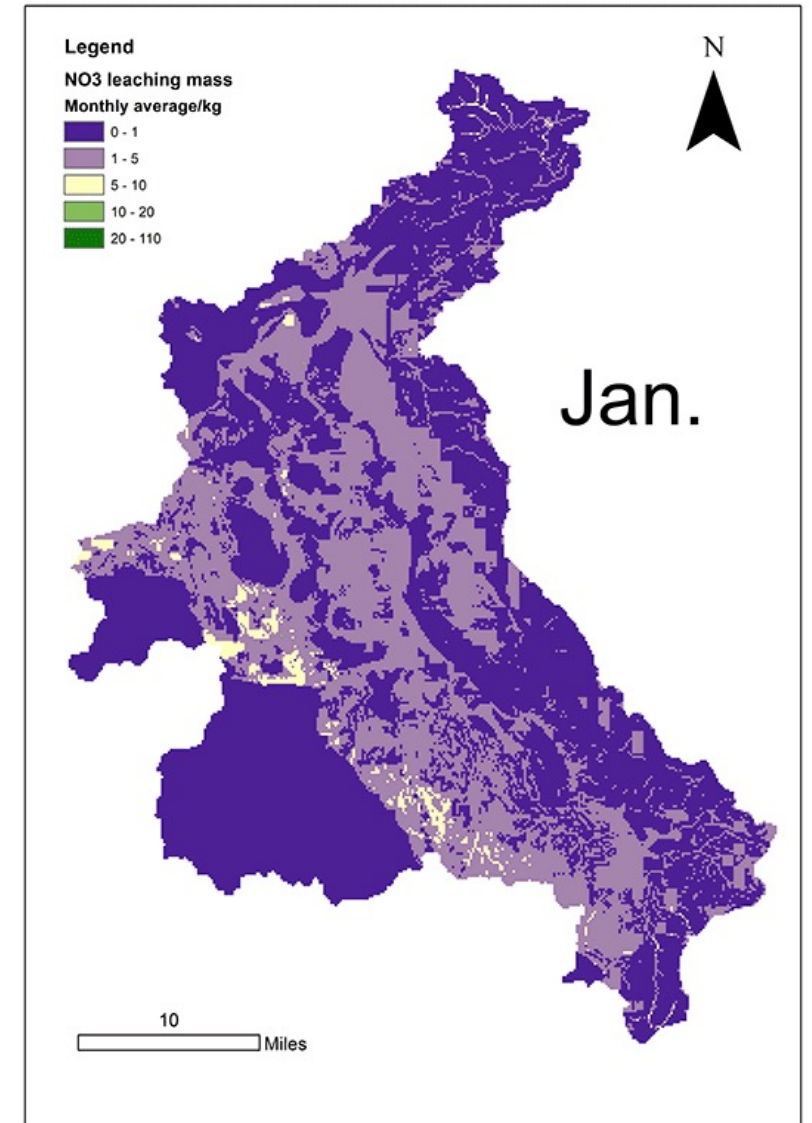 Legend
NO3 leaching mass
Monthly average/kg
0 - 1
1 - 5
5 - 10
10 - 20
20 - 110
N
Jan.
10
Miles